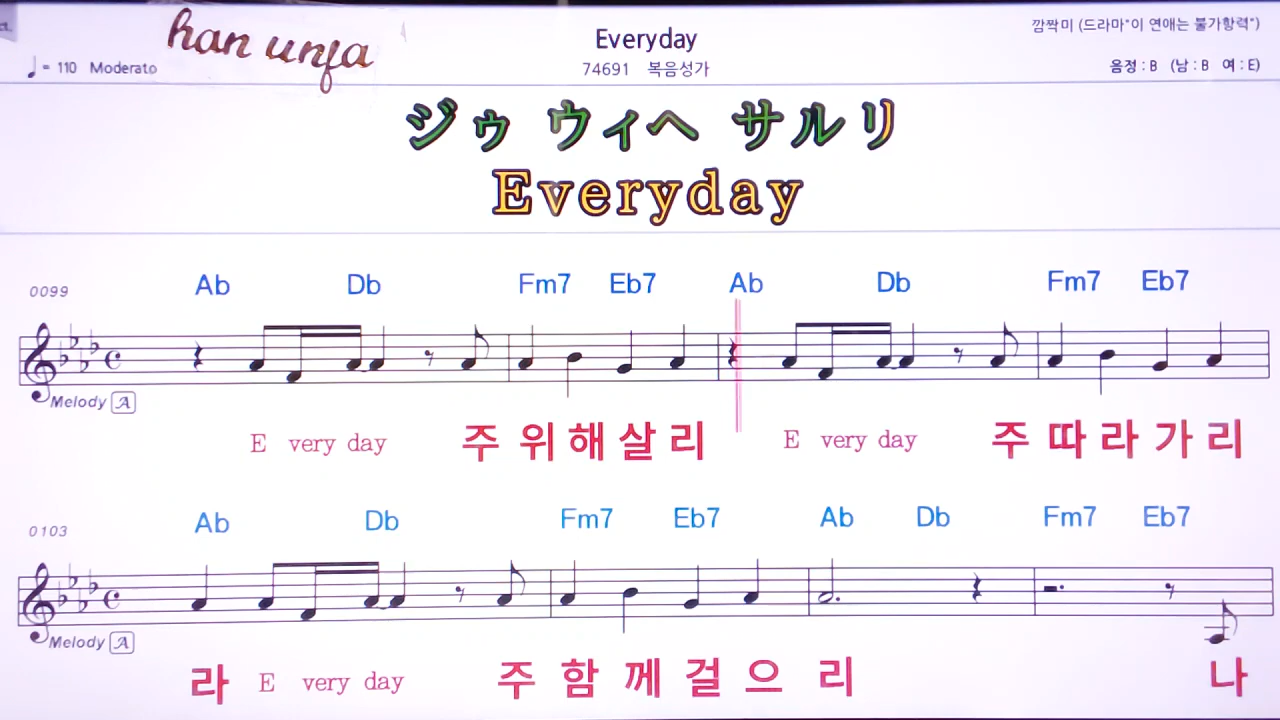 han unja
Everyday
깜짝미 (드라마"이 연애는 불가항력")
♩= 110 Moderato
74691 복음성가
음정 : B (남 : B 여 : E)
ジゥ ウィヘ サルリ
Everyday
0099
Ab Db Fm7 Eb7 Ab Db Fm7 Eb7
Melody A
E very day 주 위 해 살 리 E very day 주 따 라 가 리
0103
Ab Db Fm7 Eb7 Ab Db Fm7 Eb7
Melody A
라 E very day 주 함 께 걸 으 리 나